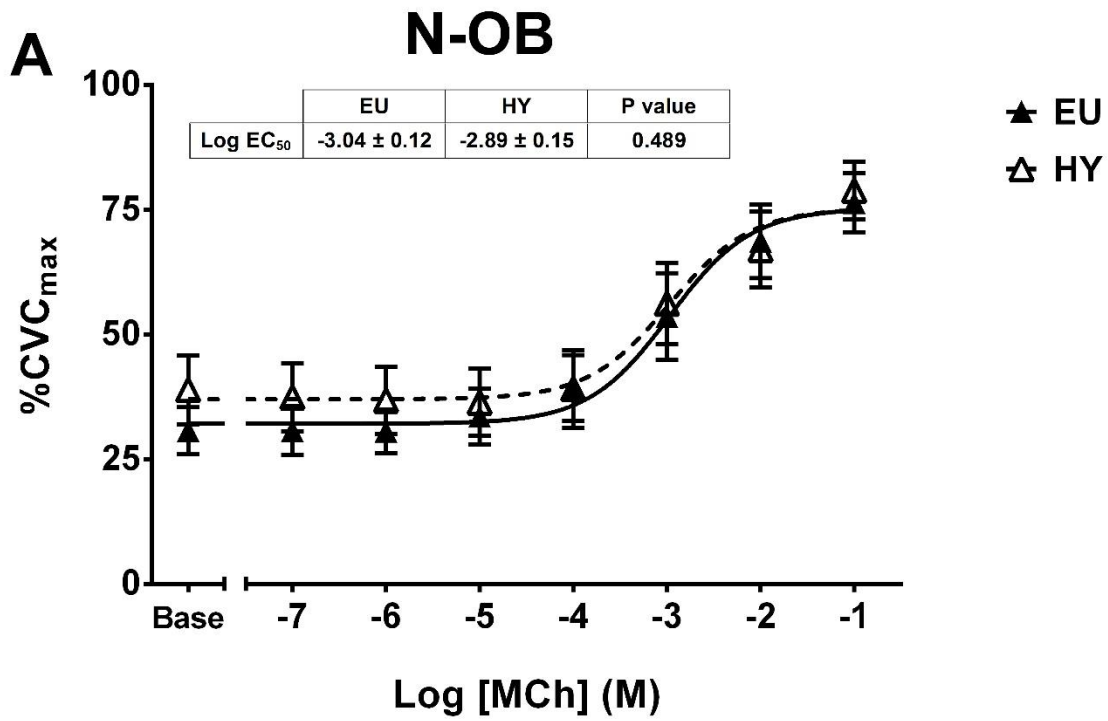 A
N-OB
EU HY P value
Log EC₅₀ -3.04 ± 0.12 -2.89 ± 0.15 0.489
EU
HY
%CVCmax
100
75
50
25
0
Base -7 -6 -5 -4 -3 -2 -1
Log [MCh] (M)